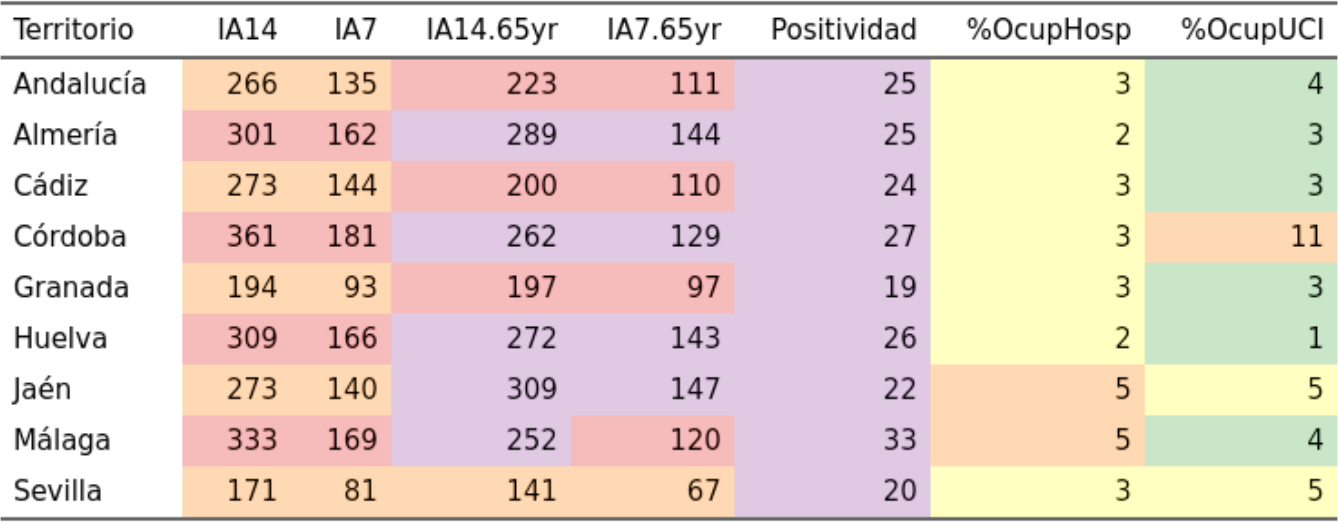 Territorio IA14 IA7 IA14.65yr IA7.65yr Positividad %OcupHosp %OcupUCI
Andalucía 266 135 223 111 25 3 4
Almería 301 162 289 144 25 2 3
Cádiz 273 144 200 110 24 3 3
Córdoba 361 181 262 129 27 3 11
Granada 194 93 197 97 19 3 3
Huelva 309 166 272 143 26 2 1
Jaén 273 140 309 147 22 5 5
Málaga 333 169 252 120 33 5 4
Sevilla 171 81 141 67 20 3 5